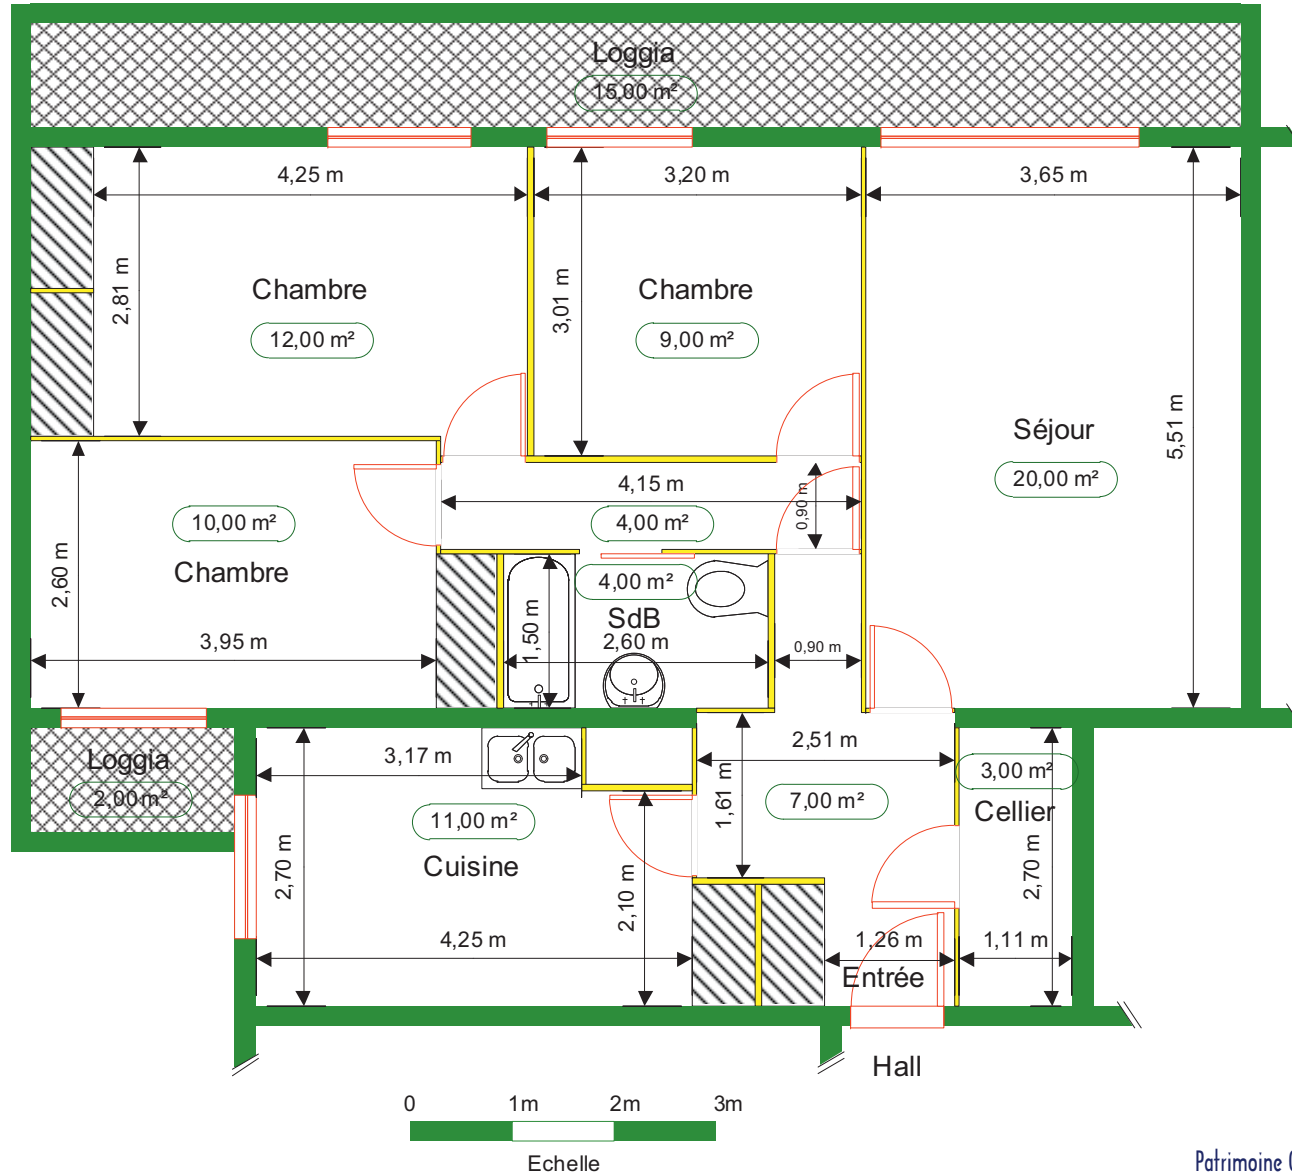 Loggia
15,00 m²
4,25 m
3,20 m
3,65 m
2,81 m
3,01 m
5,51 m
Chambre
12,00 m²
Chambre
9,00 m²
Séjour
20,00 m²
4,15 m
0,90 m
4,00 m²
10,00 m²
Chambre
2,60 m
3,95 m
4,00 m²
SdB
1,50 m
2,60 m
0,90 m
Loggia
2,00 m²
3,17 m
2,51 m
1,61 m
7,00 m²
3,00 m²
Cellier
11,00 m²
Cuisine
2,70 m
2,10 m
2,70 m
4,25 m
1,26 m
1,11 m
Entrée
Hall
0 1m 2m 3m
Echelle
Patrimoine